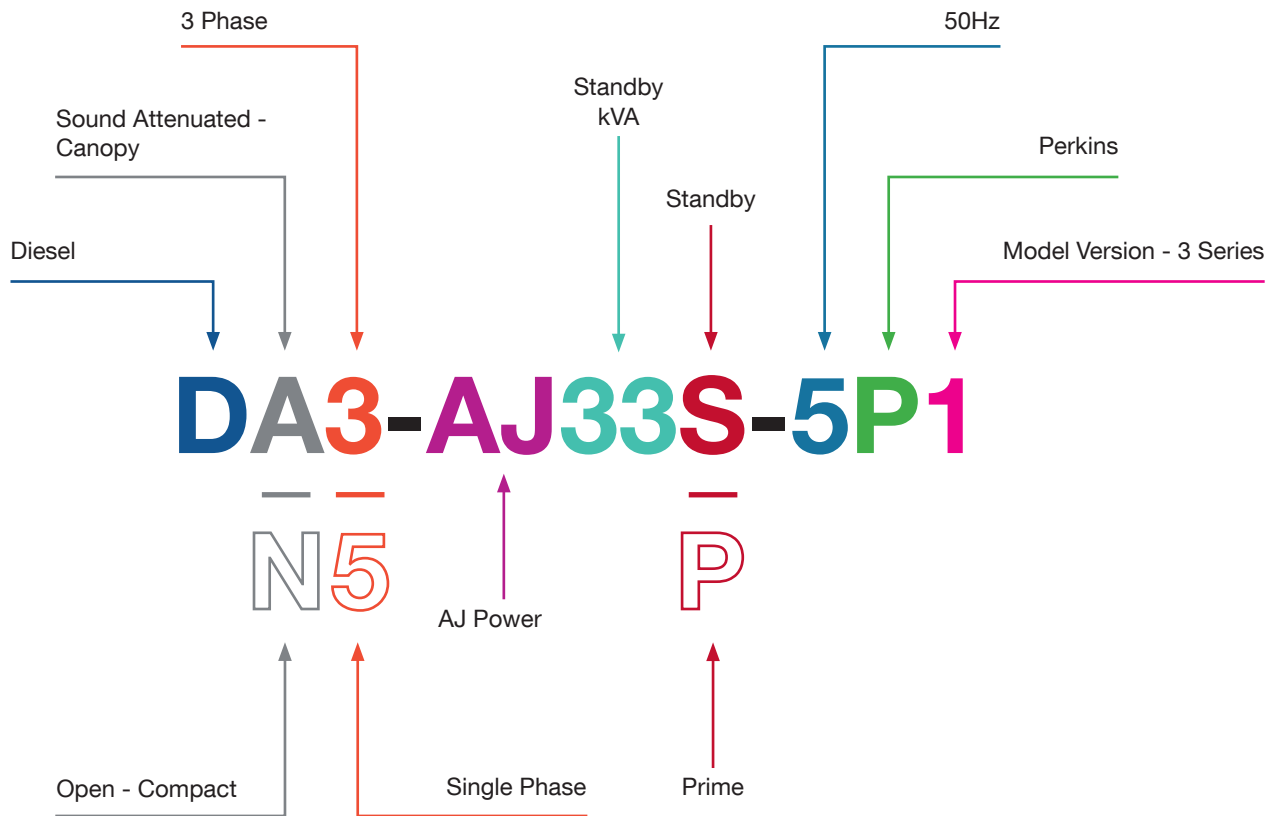 3 Phase
50Hz
Standby
kVA
Sound Attenuated -
Canopy
Perkins
Standby
Diesel
Model Version - 3 Series
DA3-AJ33S-5P1
N5
P
AJ Power
Open - Compact
Single Phase
Prime